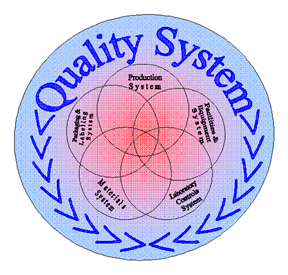 Quality System
Production
System
Facilities &
Equipment
System
Laboratory
Controls
System
Materials
System
Packaging &
Labeling
System